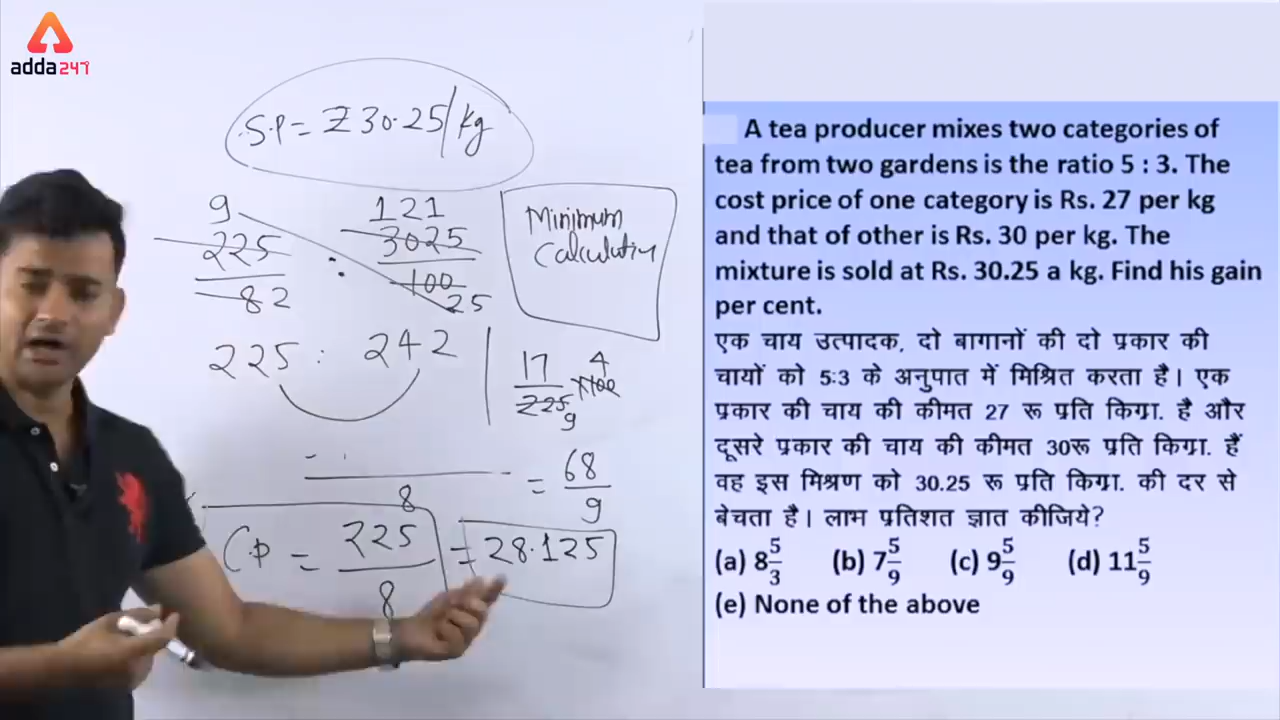 adda247
S.P = ₹30.25/kg
9 121
225 : 3025
82 100
25
225 : 242
Minimum
Calculation
17 4
225 × 100
9
8
= 68
9
C.P = 225 = 28.125
8
A tea producer mixes two categories of
tea from two gardens is the ratio 5 : 3. The
cost price of one category is Rs. 27 per kg
and that of other is Rs. 30 per kg. The
mixture is sold at Rs. 30.25 a kg. Find his gain
per cent.
एक चाय उत्पादक, दो बागानों की दो प्रकार की
चायों को 5:3 के अनुपात में मिश्रित करता है। एक
प्रकार की चाय की कीमत 27 रू प्रति किग्रा. है और
दूसरे प्रकार की चाय की कीमत 30रू प्रति किग्रा. हैं
वह इस मिश्रण को 30.25 रू प्रति किग्रा. की दर से
बेचता है। लाभ प्रतिशत ज्ञात कीजिये?
(a) 8 5/3 (b) 7 5/9 (c) 9 5/9 (d) 11 5/9
(e) None of the above